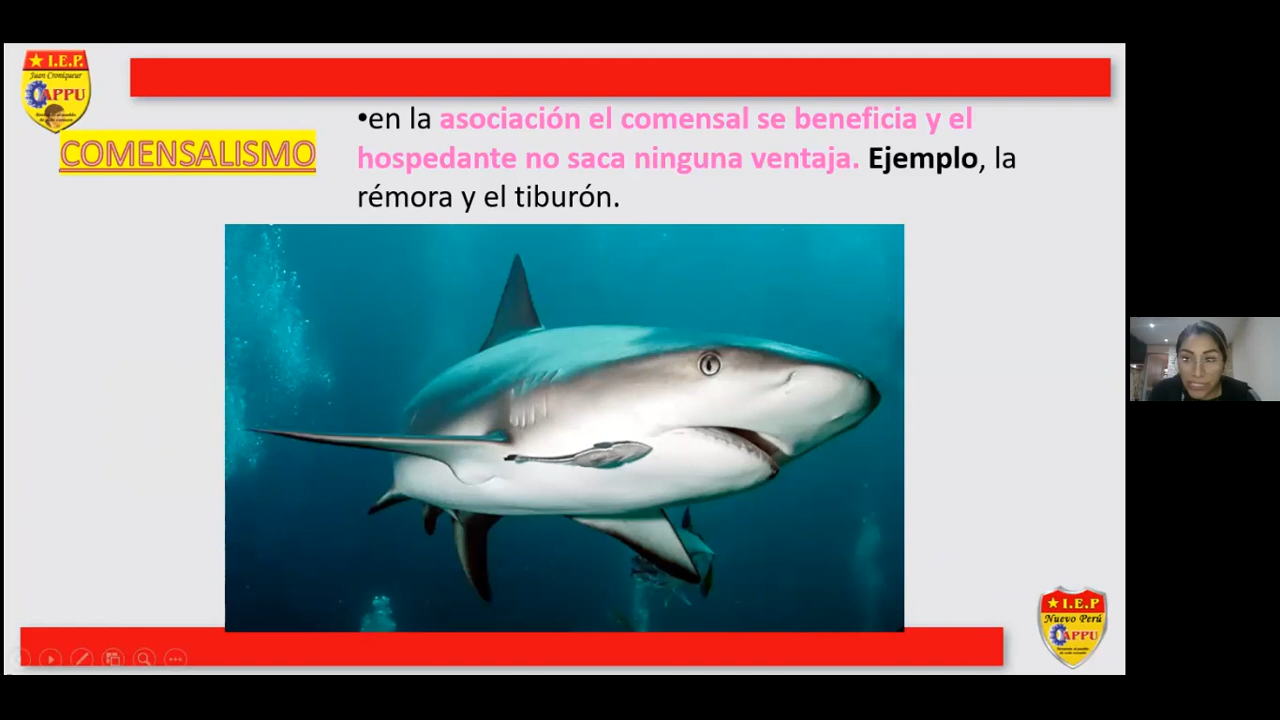 ★ I.E.P.
Juan Croniqueur
APPU
COMENSALISMO
•en la asociación el comensal se beneficia y el
hospedante no saca ninguna ventaja. Ejemplo, la
rémora y el tiburón.
★ I.E.P
Nuevo Perú
APPU